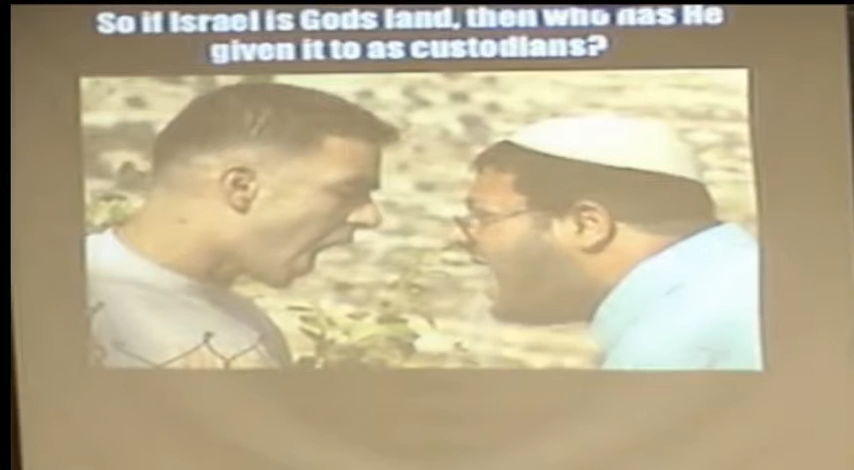 So if Israel is Gods land, then who has He
given it to as custodians?